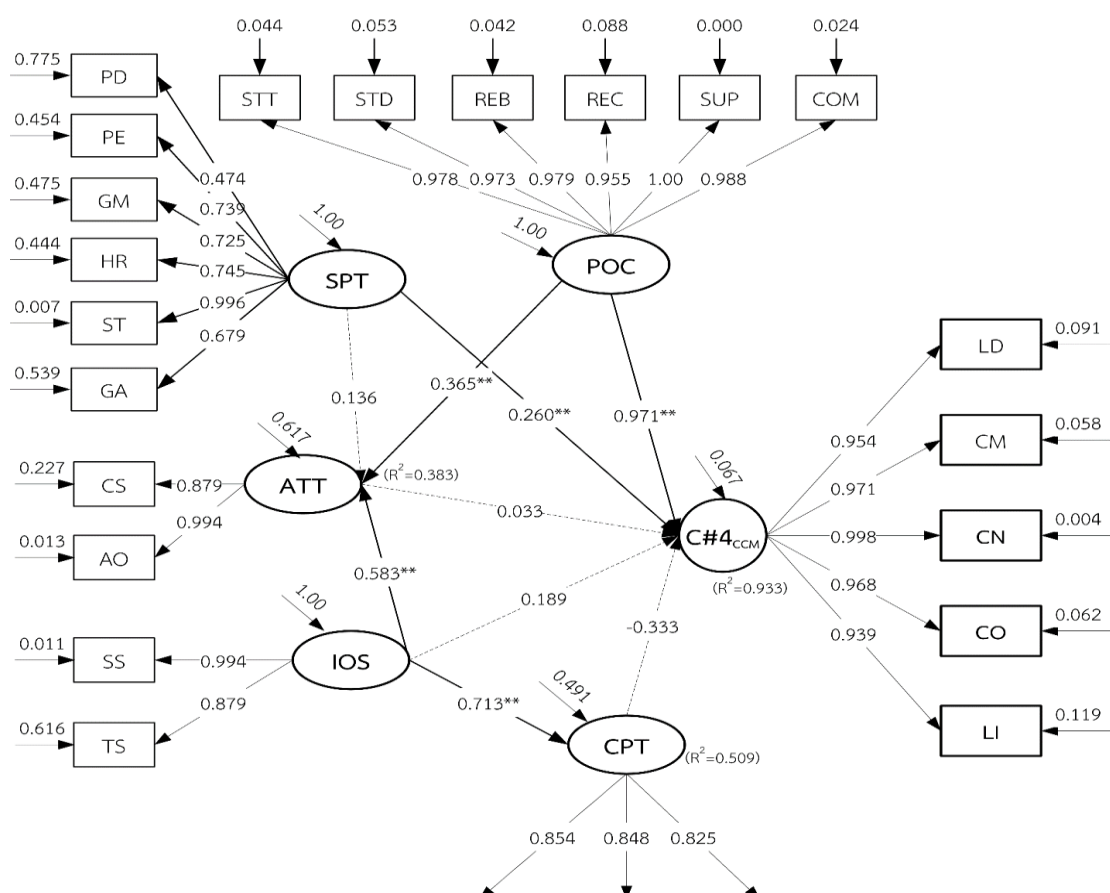 0.044 0.053 0.042 0.088 0.000 0.024
STT STD REB REC SUP COM
0.775 PD
0.454 PE
0.475 GM
0.444 HR
0.007 ST
0.539 GA
0.978 0.973 0.979 0.955 1.00 0.988
0.474
0.739
0.725
0.745
0.996
0.679
1.00
SPT
1.00
POC
0.136
0.365**
0.260**
0.971**
0.617
ATT
(R²=0.383)
0.227 CS 0.879
0.013 AO 0.994
0.033
0.583**
0.189
-0.333
0.067
C#4CCM
(R²=0.933)
0.954 LD 0.091
0.971 CM 0.058
0.998 CN 0.004
0.968 CO 0.062
0.939 LI 0.119
1.00
IOS
0.011 SS 0.994
0.616 TS 0.879
0.713**
0.491
CPT
(R²=0.509)
0.854 0.848 0.825